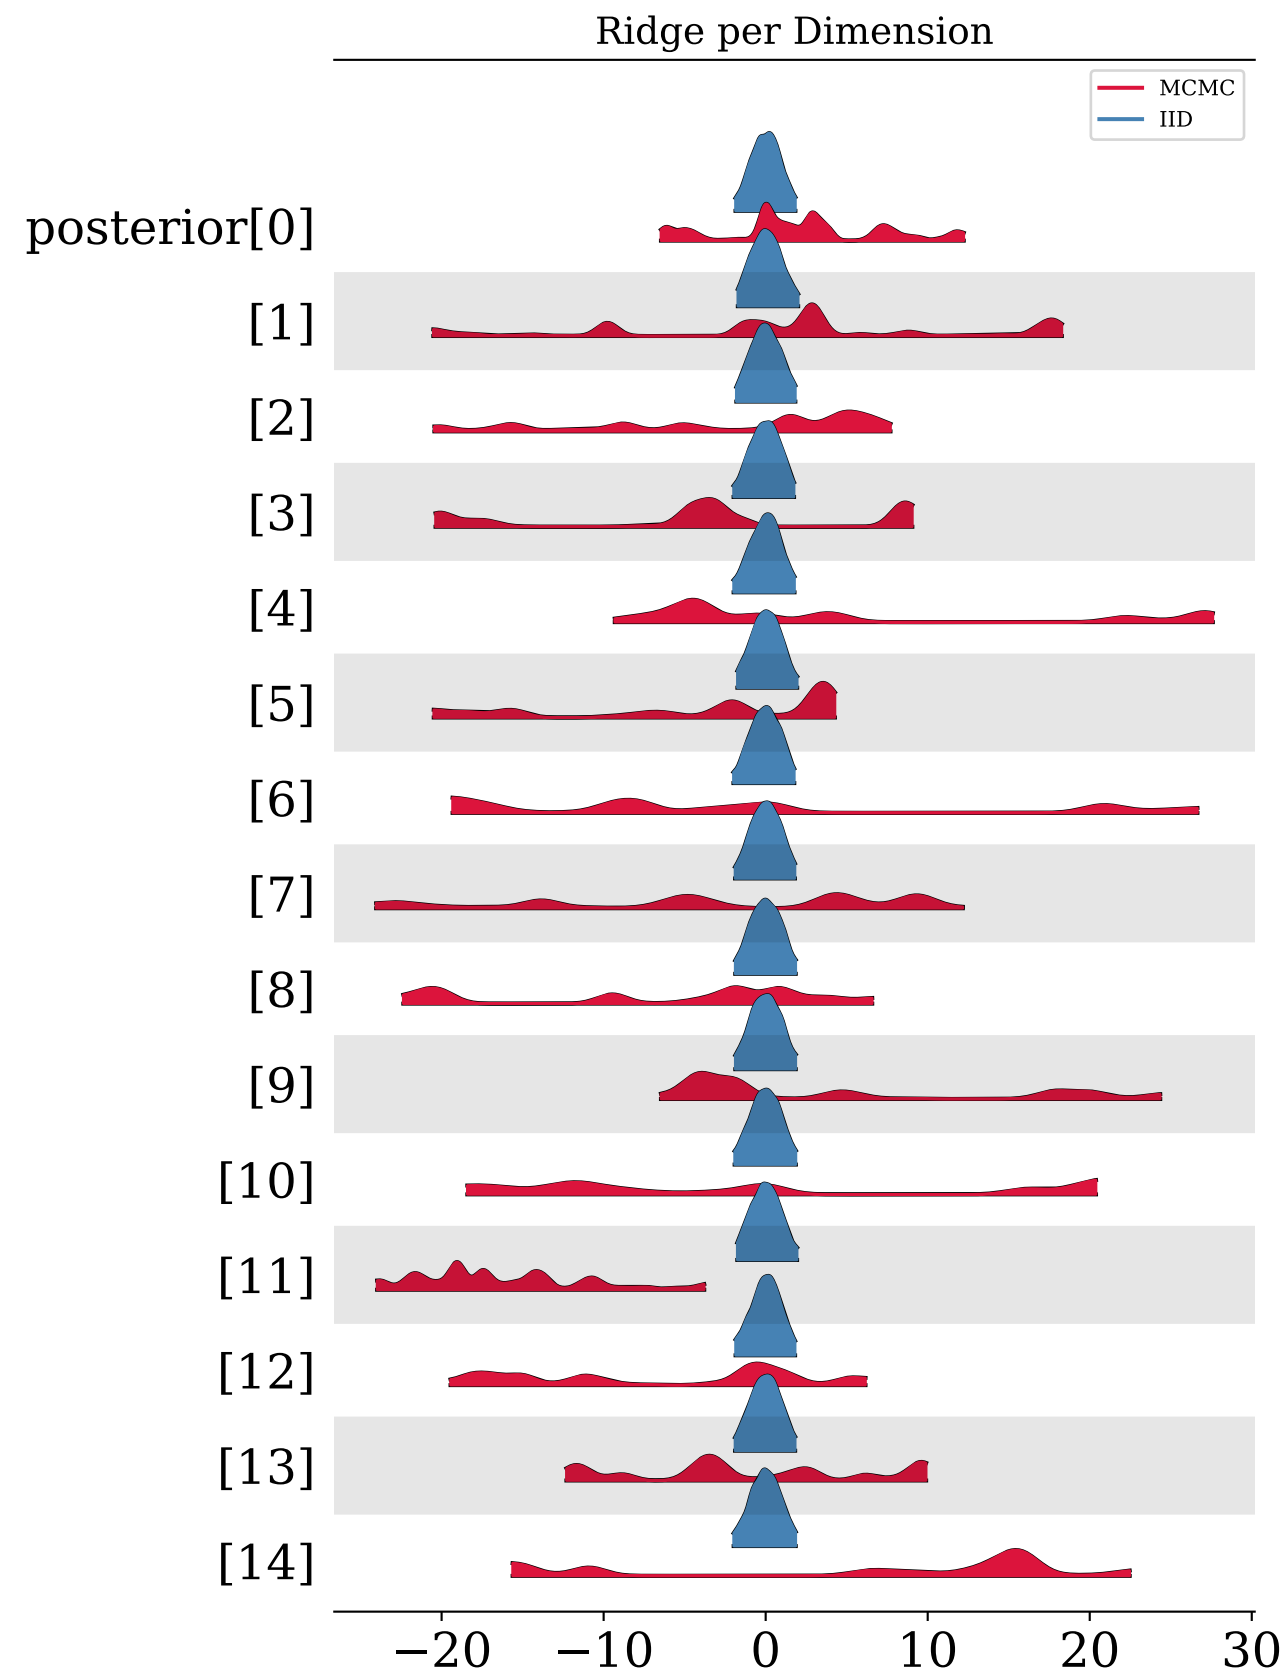 Ridge per Dimension
MCMC
IID
posterior[0]
[1]
[2]
[3]
[4]
[5]
[6]
[7]
[8]
[9]
[10]
[11]
[12]
[13]
[14]
−20 −10 0 10 20 30